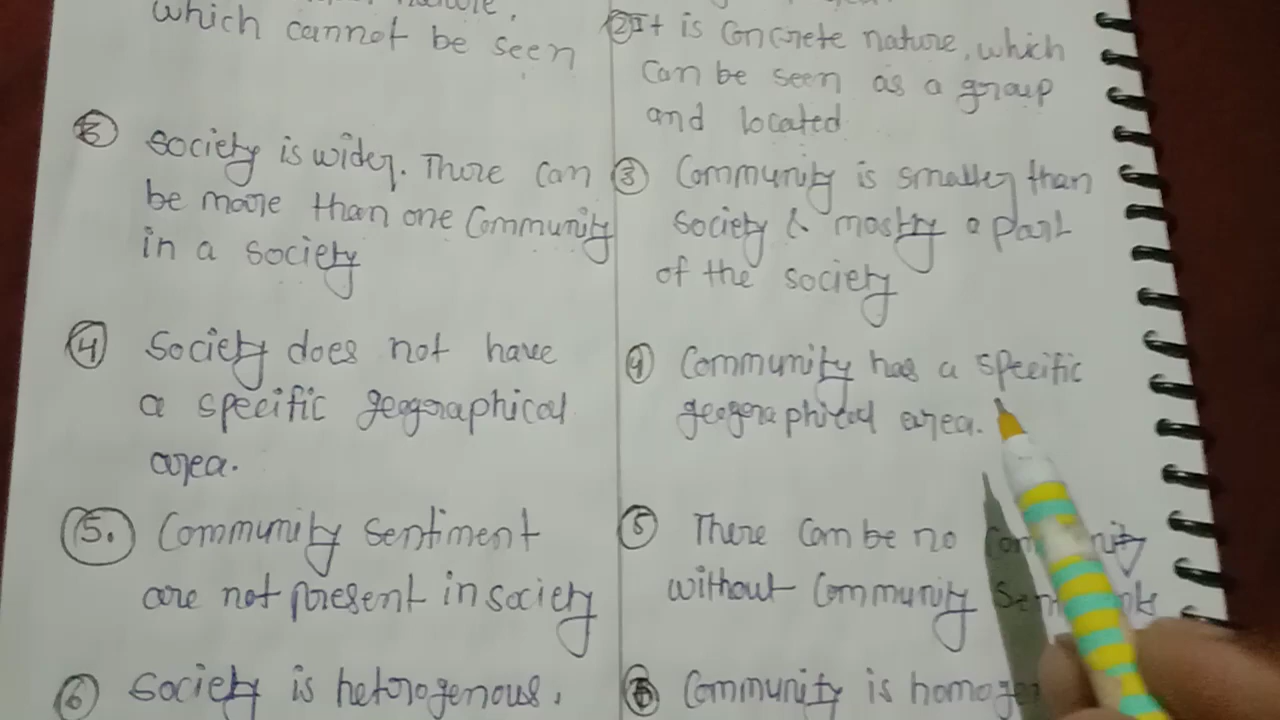 which cannot be seen
③ Society is wider. There can
be more than one Community
in a society
④ Society does not have
a specific geographical
area.
⑤. Community Sentiment
are not present in society
⑥ Society is heterogenous.
② It is Concrete nature, which
Can be seen as a group
and located
③ Community is smaller than
society & mostly a part
of the society
④ Community has a specific
geographical area.
⑤ There can be no Community
without Community
Community is